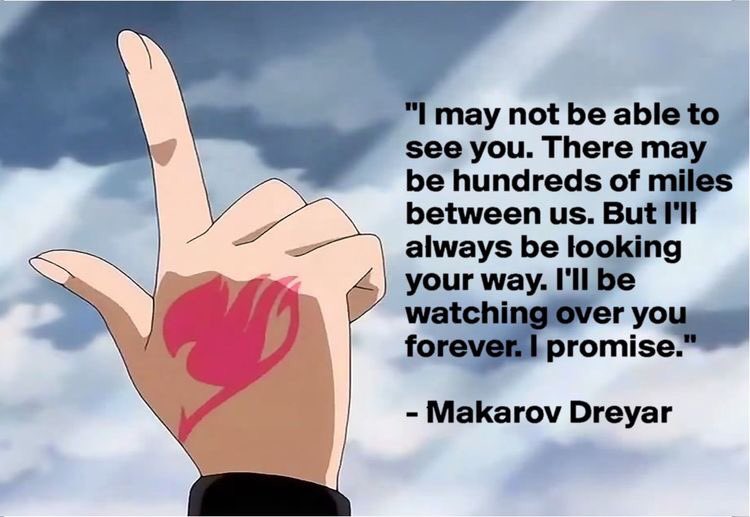 "I may not be able to
see you. There may
be hundreds of miles
between us. But I'll
always be looking
your way. I'll be
watching over you
forever. I promise."
- Makarov Dreyar